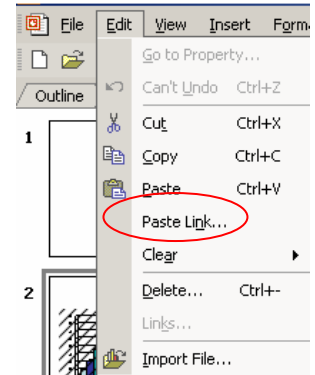 File Edit View Insert Form
Go to Property...
Can't Undo Ctrl+Z
Outline
Cut Ctrl+X
1
Copy Ctrl+C
Paste Ctrl+V
Paste Link...
Clear
2
Delete... Ctrl+-
Links...
Import File...